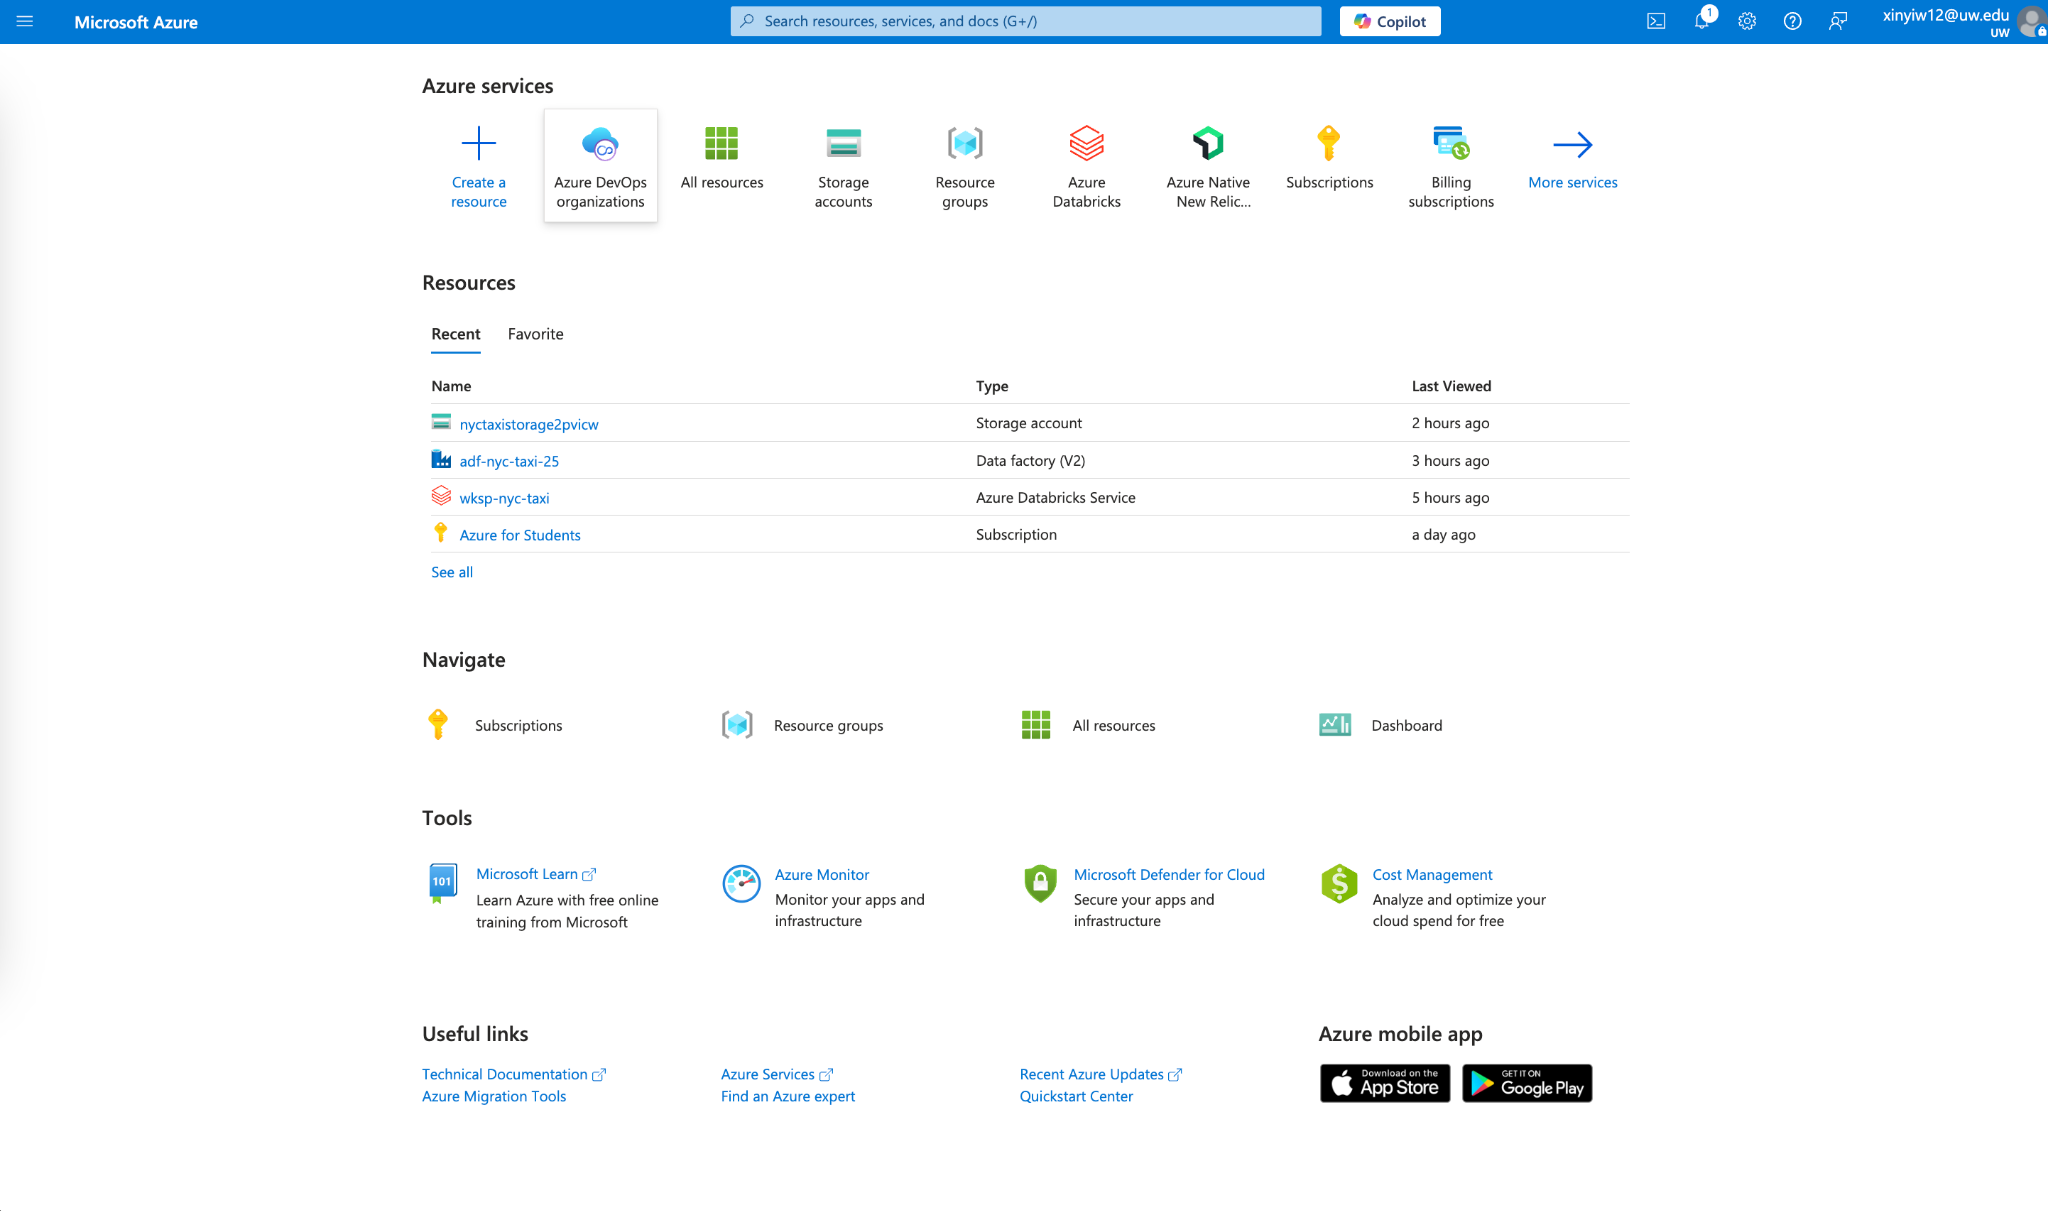 Microsoft Azure
Search resources, services, and docs (G+/)
Copilot
1
xinyiw12@uw.edu
UW
Azure services
Create a
resource
Azure DevOps
organizations
All resources
Storage
accounts
Resource
groups
Azure
Databricks
Azure Native
New Relic...
Subscriptions
Billing
subscriptions
More services
Resources
Recent Favorite
Name Type Last Viewed
nyctaxistorage2pvicw Storage account 2 hours ago
adf-nyc-taxi-25 Data factory (V2) 3 hours ago
wksp-nyc-taxi Azure Databricks Service 5 hours ago
Azure for Students Subscription a day ago
See all
Navigate
Subscriptions Resource groups All resources Dashboard
Tools
101
Microsoft Learn
Learn Azure with free online
training from Microsoft
Azure Monitor
Monitor your apps and
infrastructure
Microsoft Defender for Cloud
Secure your apps and
infrastructure
Cost Management
Analyze and optimize your
cloud spend for free
Useful links
Technical Documentation
Azure Migration Tools
Azure Services
Find an Azure expert
Recent Azure Updates
Quickstart Center
Azure mobile app
Download on the
App Store
GET IT ON
Google Play